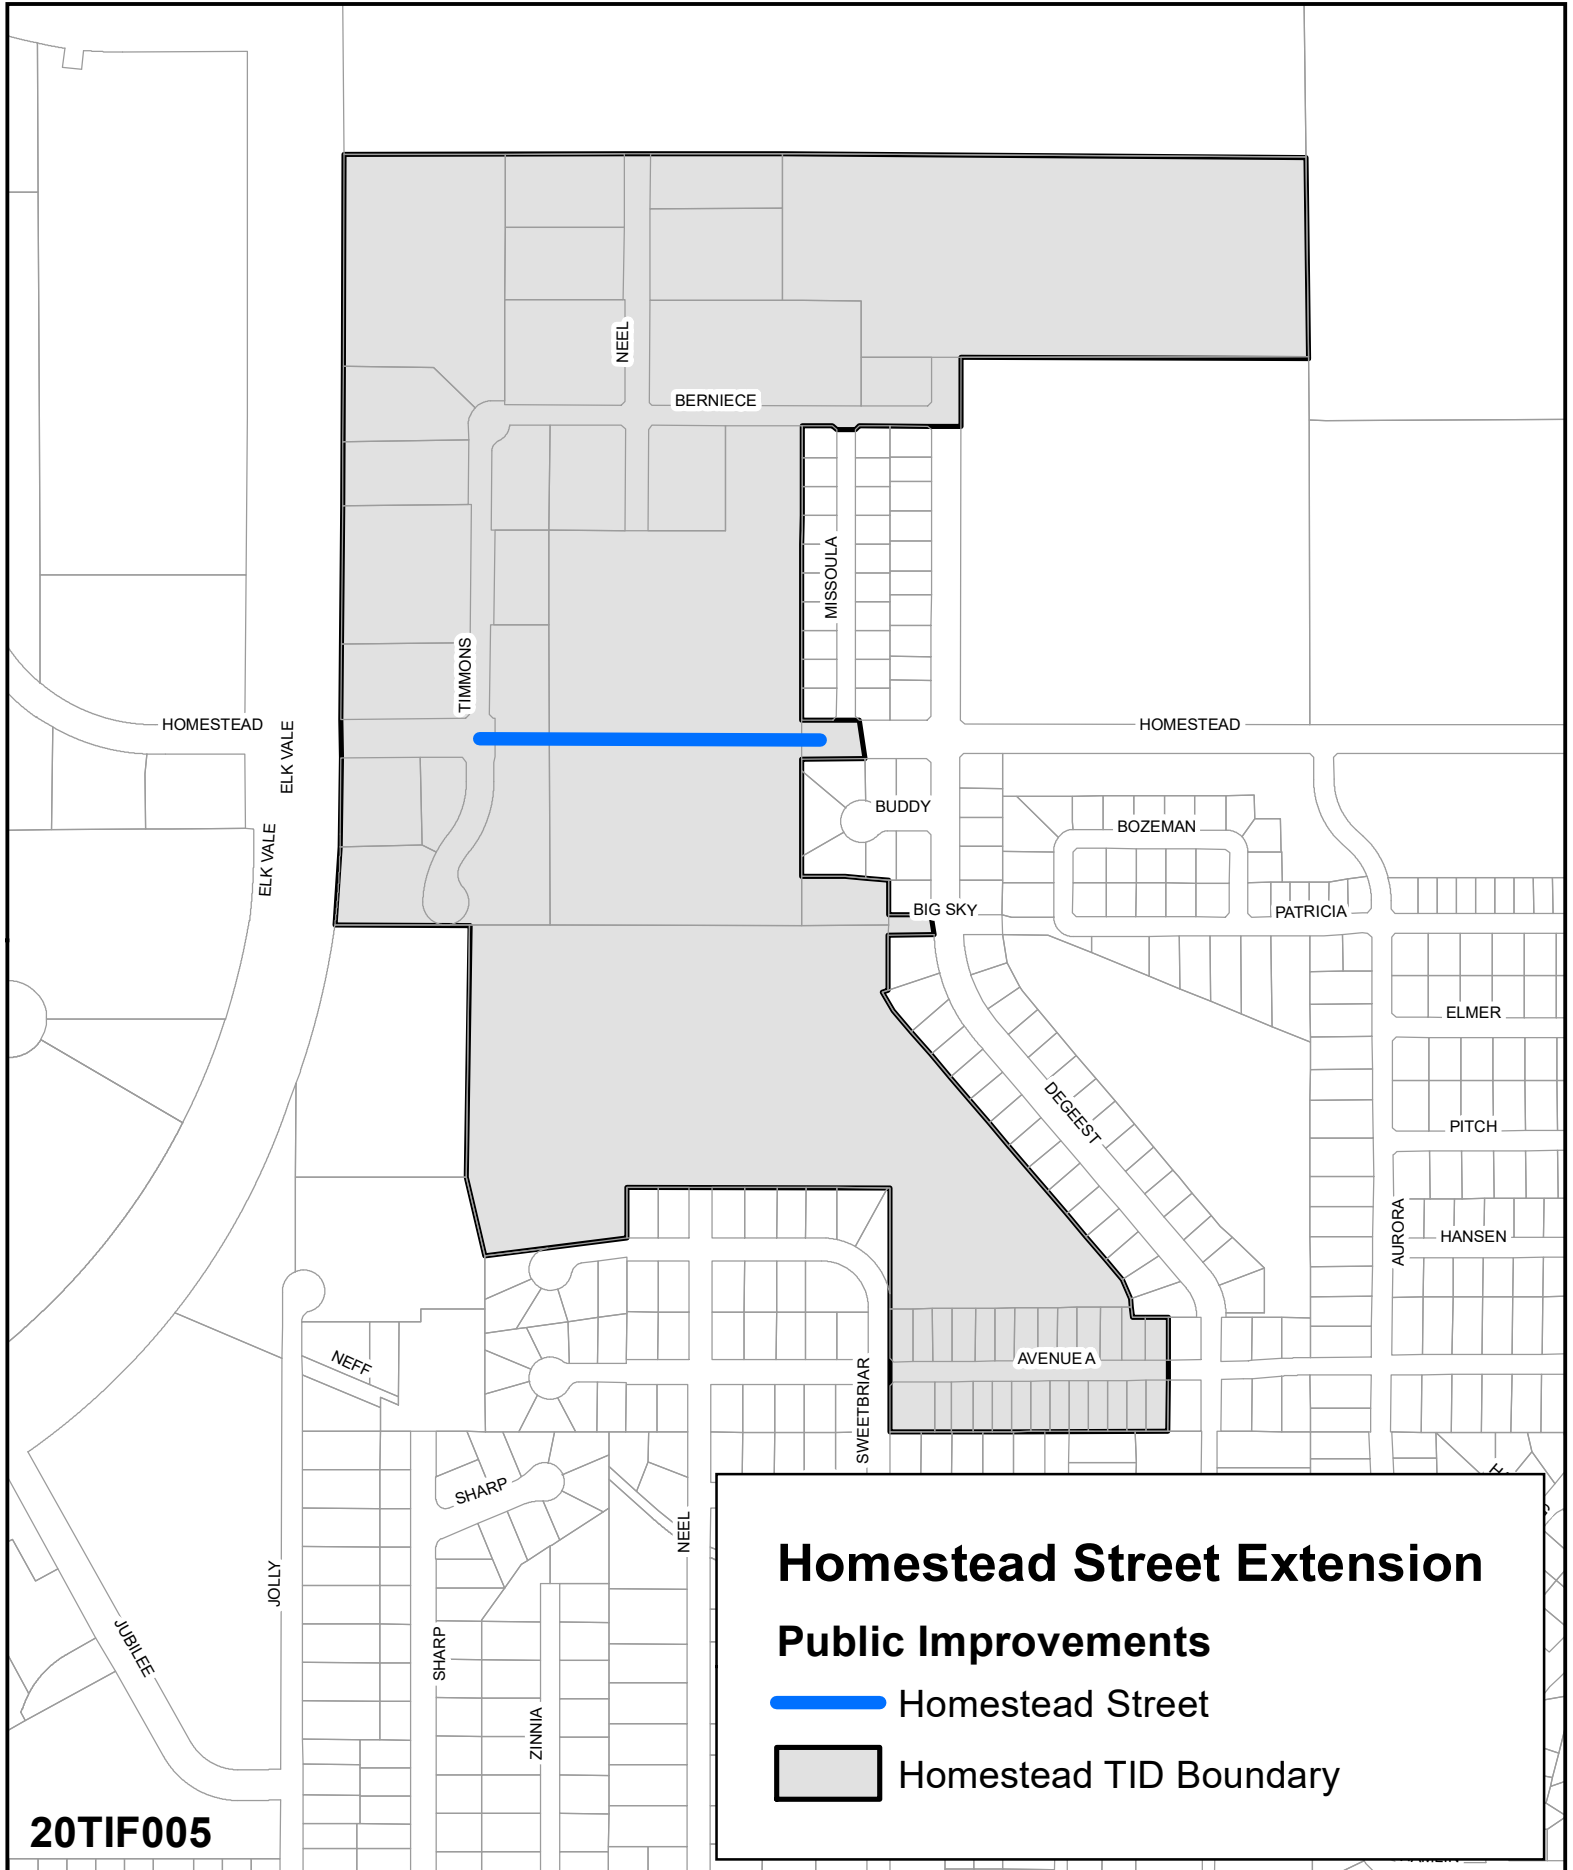 NEEL
BERNIECE
MISSOULA
TIMMONS
HOMESTEAD
ELK VALE
HOMESTEAD
BUDDY
BOZEMAN
ELK VALE
BIG SKY
PATRICIA
ELMER
DEGEEST
PITCH
AURORA
HANSEN
NEFF
AVENUE A
SWEETBRIAR
SHARP
NEEL
JOLLY
JUBILEE
SHARP
ZINNIA
Homestead Street Extension
Public Improvements
Homestead Street
Homestead TID Boundary
20TIF005